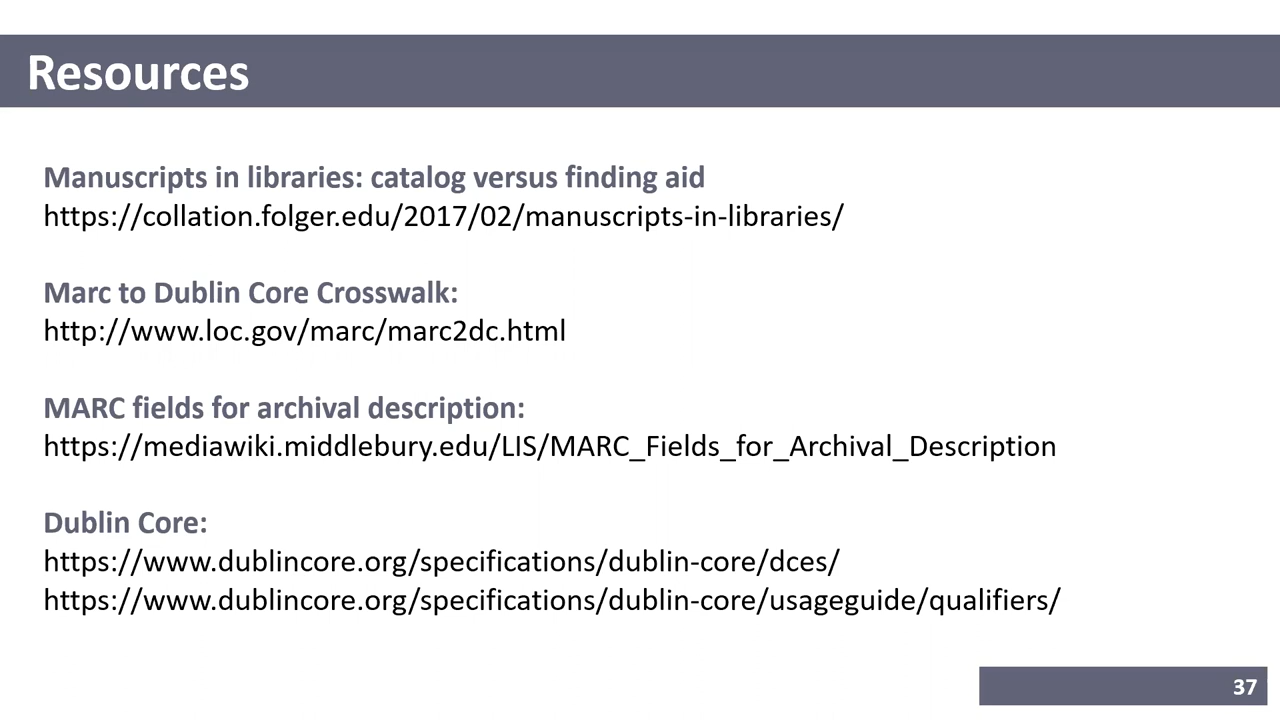 Resources
Manuscripts in libraries: catalog versus finding aid
https://collation.folger.edu/2017/02/manuscripts-in-libraries/
Marc to Dublin Core Crosswalk:
http://www.loc.gov/marc/marc2dc.html
MARC fields for archival description:
https://mediawiki.middlebury.edu/LIS/MARC_Fields_for_Archival_Description
Dublin Core:
https://www.dublincore.org/specifications/dublin-core/dces/
https://www.dublincore.org/specifications/dublin-core/usageguide/qualifiers/
37